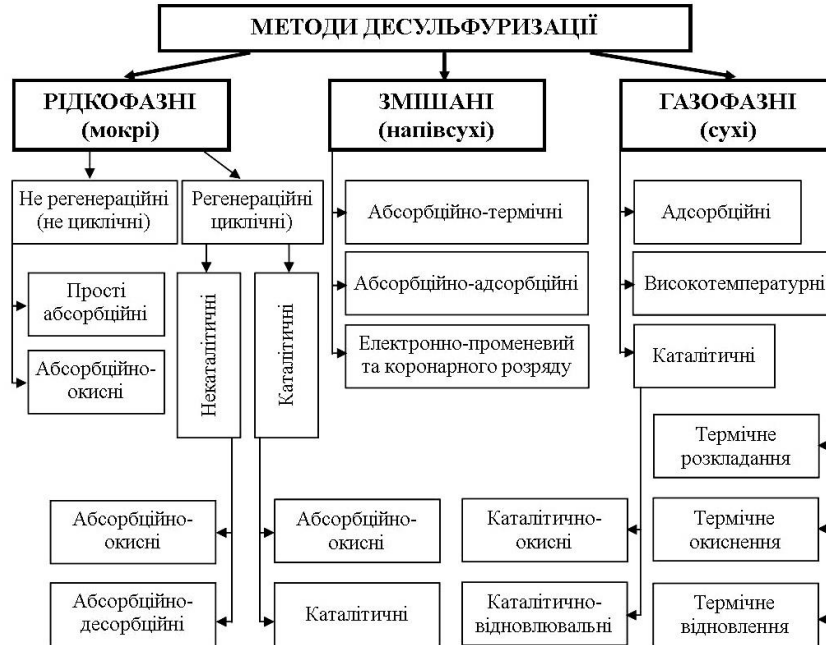 МЕТОДИ ДЕСУЛЬФУРИЗАЦІЇ
РІДКОФАЗНІ
(мокрі)
ЗМІШАНІ
(напівсухі)
ГАЗОФАЗНІ
(сухі)
Не регенераційні
(не циклічні)
Регенераційні
циклічні)
Абсорбційно-термічні
Адсорбційні
Прості
абсорбційні
Некаталітичні
Каталітичні
Абсорбційно-адсорбційні
Високотемпературні
Абсорбційно-
окисні
Електронно-променевий
та коронарного розряду
Каталітичні
Термічне
розкладання
Абсорбційно-
окисні
Абсорбційно-
окисні
Каталітично-
окисні
Термічне
окиснення
Абсорбційно-
десорбційні
Каталітичні
Каталітично-
відновлювальні
Термічне
відновлення